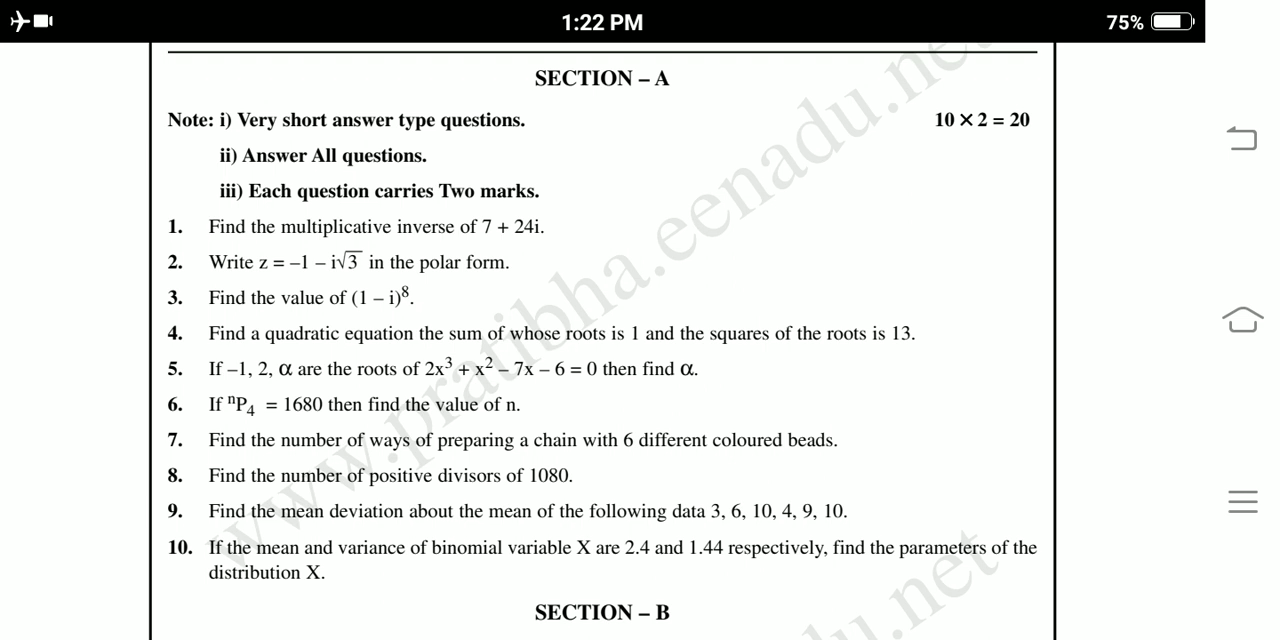 1:22 PM
75%
SECTION – A
Note: i) Very short answer type questions. 10 × 2 = 20
ii) Answer All questions.
iii) Each question carries Two marks.
1. Find the multiplicative inverse of 7 + 24i.
2. Write z = –1 – i√3 in the polar form.
3. Find the value of (1 – i)⁸.
4. Find a quadratic equation the sum of whose roots is 1 and the squares of the roots is 13.
5. If –1, 2, α are the roots of 2x³ + x² – 7x – 6 = 0 then find α.
6. If ⁿP₄ = 1680 then find the value of n.
7. Find the number of ways of preparing a chain with 6 different coloured beads.
8. Find the number of positive divisors of 1080.
9. Find the mean deviation about the mean of the following data 3, 6, 10, 4, 9, 10.
10. If the mean and variance of binomial variable X are 2.4 and 1.44 respectively, find the parameters of the
distribution X.
SECTION – B
www.pratibha.eenadu.net
u.net